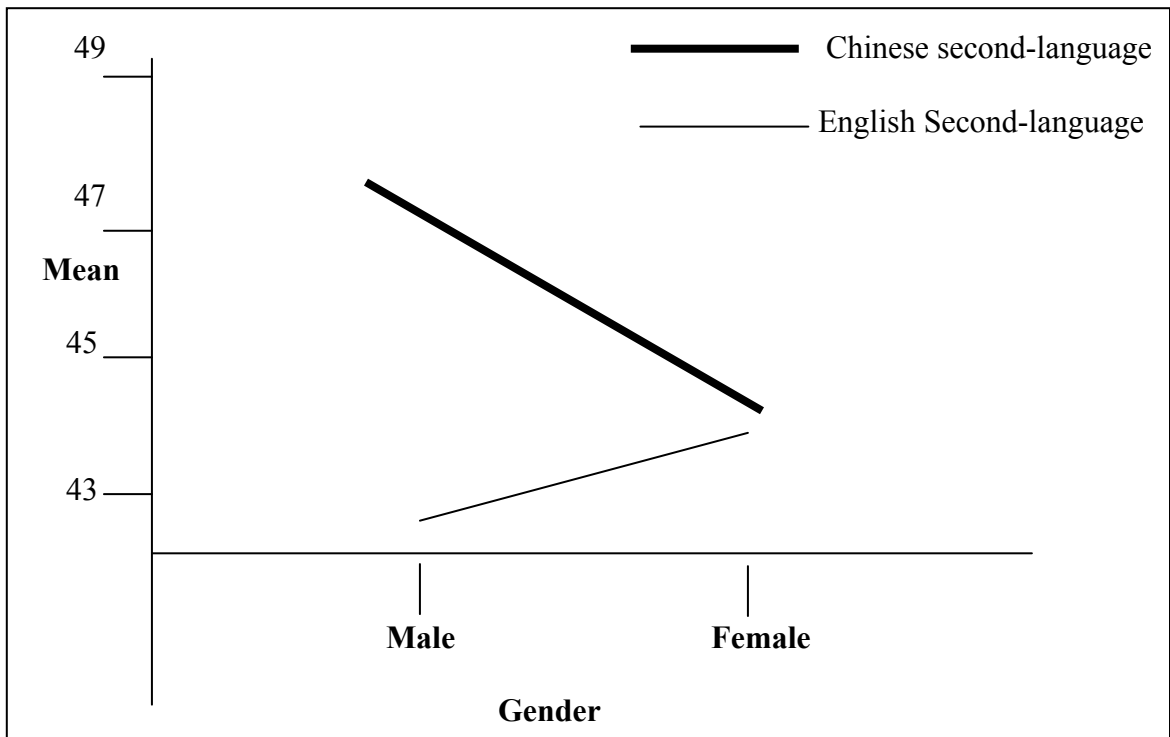 49
Chinese second-language
English Second-language
47
Mean
45
43
Male Female
Gender